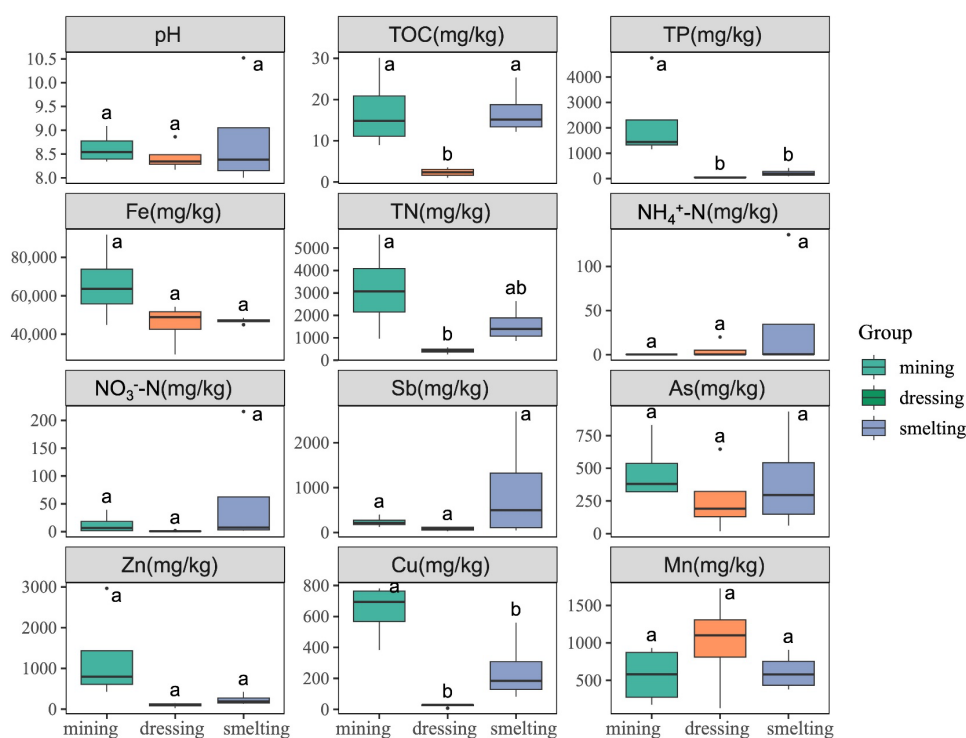 pH TOC(mg/kg) TP(mg/kg)
10.5 30
a a a a a
10.0 4000
9.5 20 3000
a a
9.0 2000
10
8.5 1000
b b b
8.0 0 0
Fe(mg/kg) TN(mg/kg) NH₄⁺-N(mg/kg)
a a a
80,000 5000 100
4000
a a ab
60,000 3000 50
2000
40,000 b a a
1000
0 0
NO₃⁻-N(mg/kg) Sb(mg/kg) As(mg/kg)
200 a a a a
2000 750
150 a
100 500
1000
a a a
50 250
a a
0 0 0
Zn(mg/kg) Cu(mg/kg) Mn(mg/kg)
3000 a 800 a a
1500
600 b
2000 a a
400 1000
1000
a a 200 500
b
0 0
mining dressing smelting mining dressing smelting mining dressing smelting
Group
mining
dressing
smelting